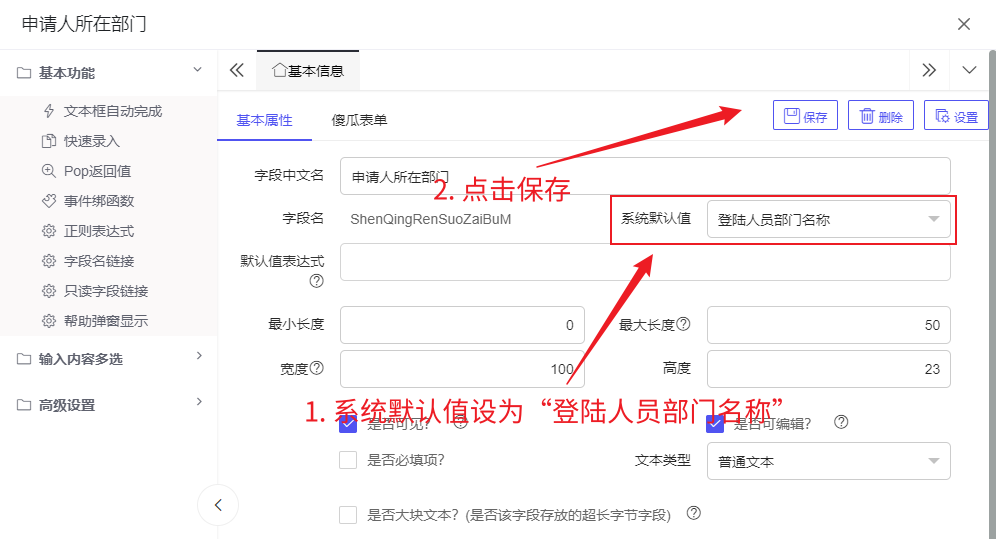 申请人所在部门
基本功能
文本框自动完成
快速录入
Pop返回值
事件绑函数
正则表达式
字段名链接
只读字段链接
帮助弹窗显示
输入内容多选
高级设置
基本信息
基本属性 傻瓜表单
保存 删除 设置
字段中文名 申请人所在部门
2. 点击保存
字段名 ShenQingRenSuoZaiBuM 系统默认值 登陆人员部门名称
默认值表达式
最小长度 0 最大长度 50
宽度 100 高度 23
1. 系统默认值设为“登陆人员部门名称”
是否可见? 是否可编辑?
是否必填项? 文本类型 普通文本
是否大块文本? (是否该字段存放的超长字节字段)